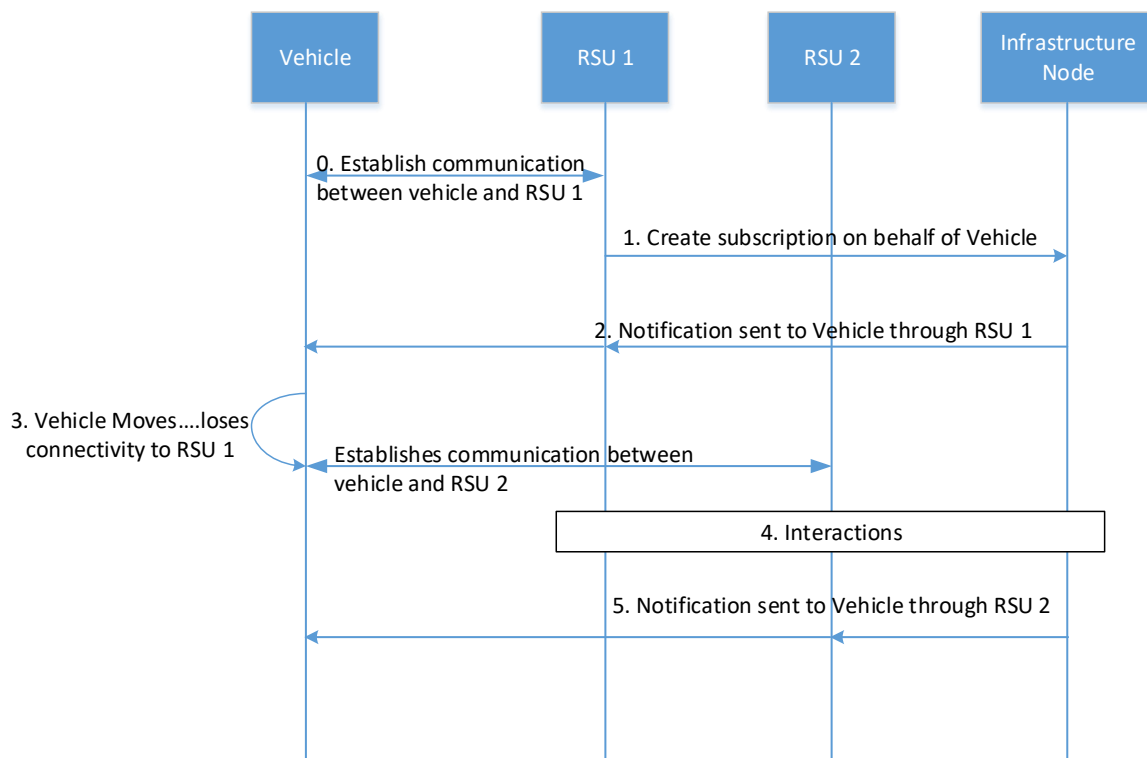 Vehicle
RSU 1
RSU 2
Infrastructure
Node
0. Establish communication
between vehicle and RSU 1
1. Create subscription on behalf of Vehicle
2. Notification sent to Vehicle through RSU 1
3. Vehicle Moves....loses
connectivity to RSU 1
Establishes communication between
vehicle and RSU 2
4. Interactions
5. Notification sent to Vehicle through RSU 2